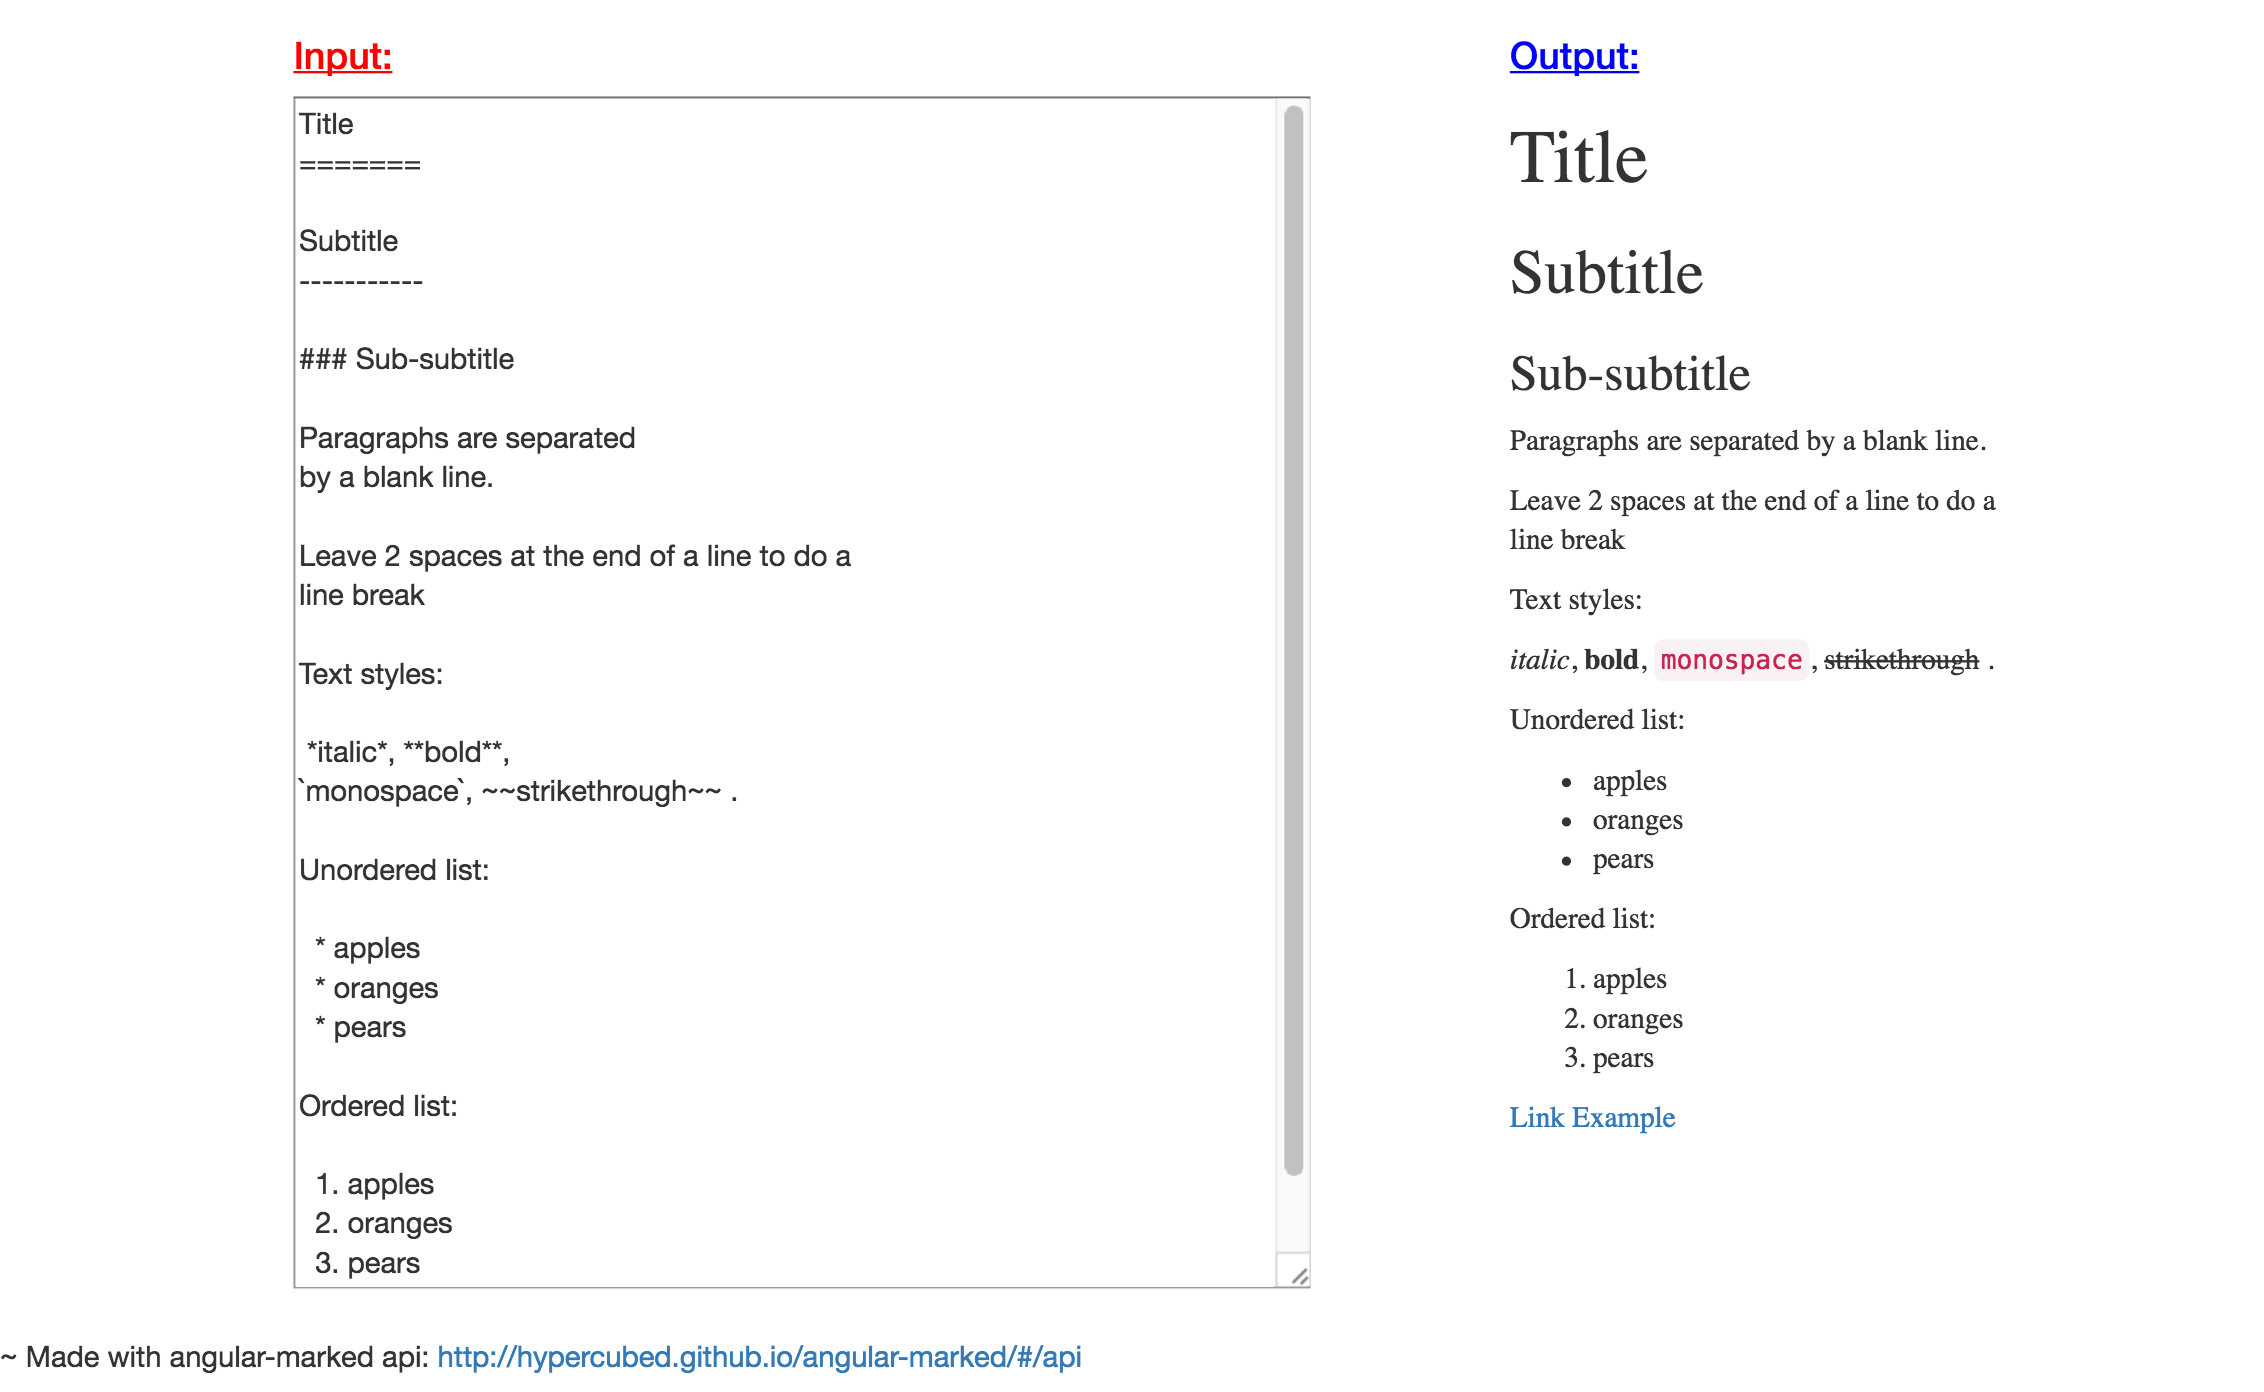 Input:
Title
=======
Subtitle
-----------
### Sub-subtitle
Paragraphs are separated
by a blank line.
Leave 2 spaces at the end of a line to do a
line break
Text styles:
*italic*, **bold**,
`monospace`, ~~strikethrough~~ .
Unordered list:
* apples
* oranges
* pears
Ordered list:
1. apples
2. oranges
3. pears
Output:
Title
Subtitle
Sub-subtitle
Paragraphs are separated by a blank line.
Leave 2 spaces at the end of a line to do a
line break
Text styles:
italic, bold, monospace, strikethrough .
Unordered list:
• apples
• oranges
• pears
Ordered list:
1. apples
2. oranges
3. pears
Link Example
~ Made with angular-marked api: http://hypercubed.github.io/angular-marked/#/api